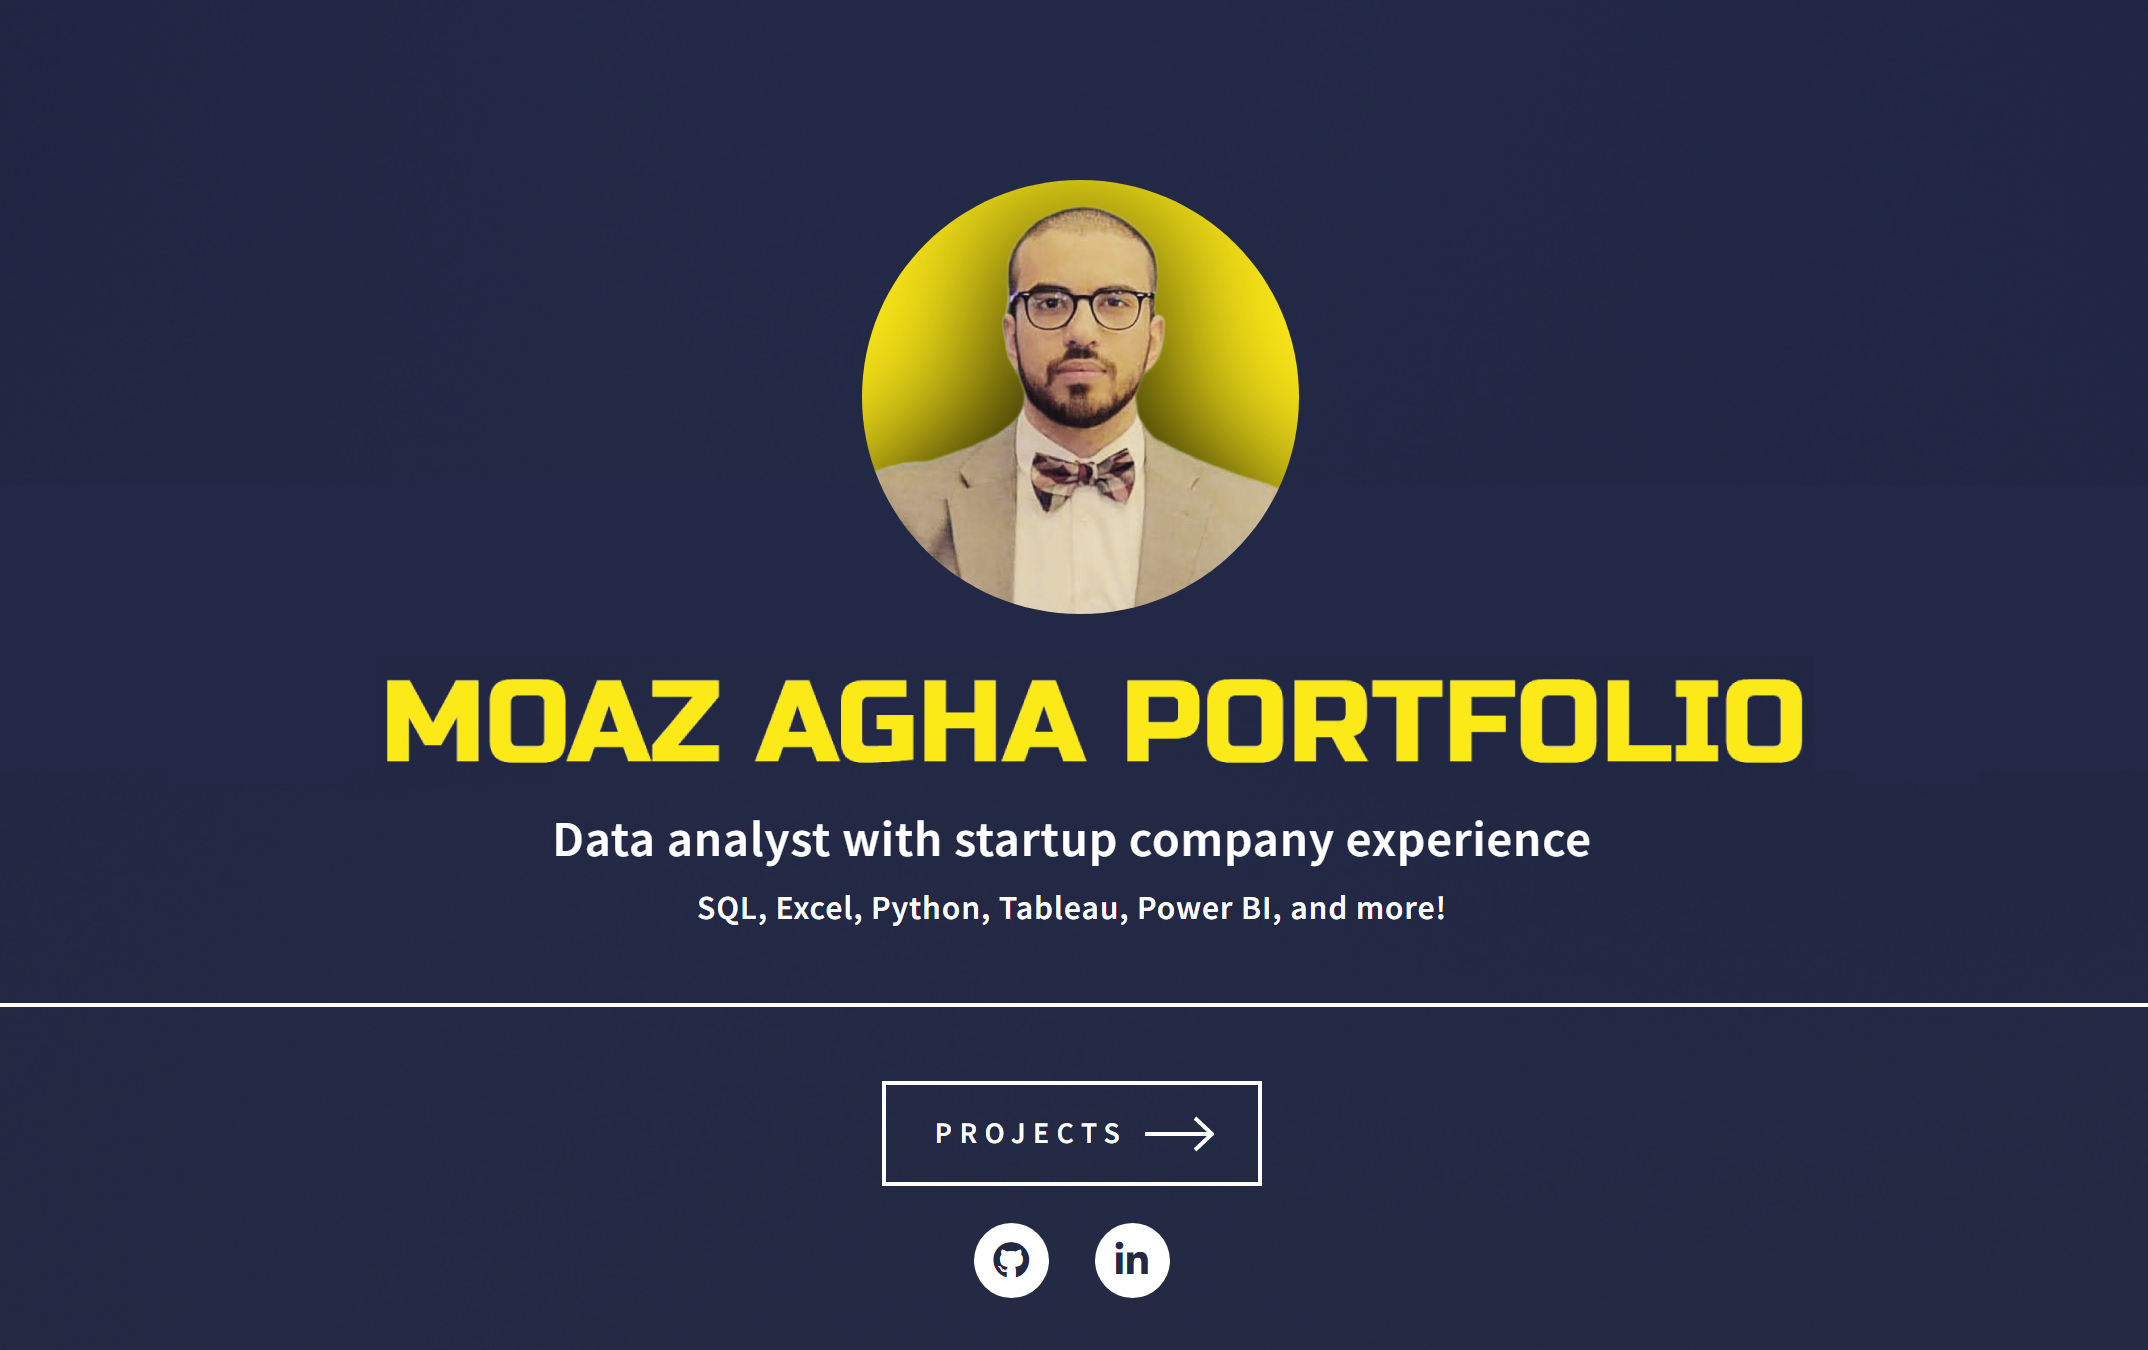 MOAZ AGHA PORTFOLIO
Data analyst with startup company experience
SQL, Excel, Python, Tableau, Power BI, and more!
PROJECTS
in